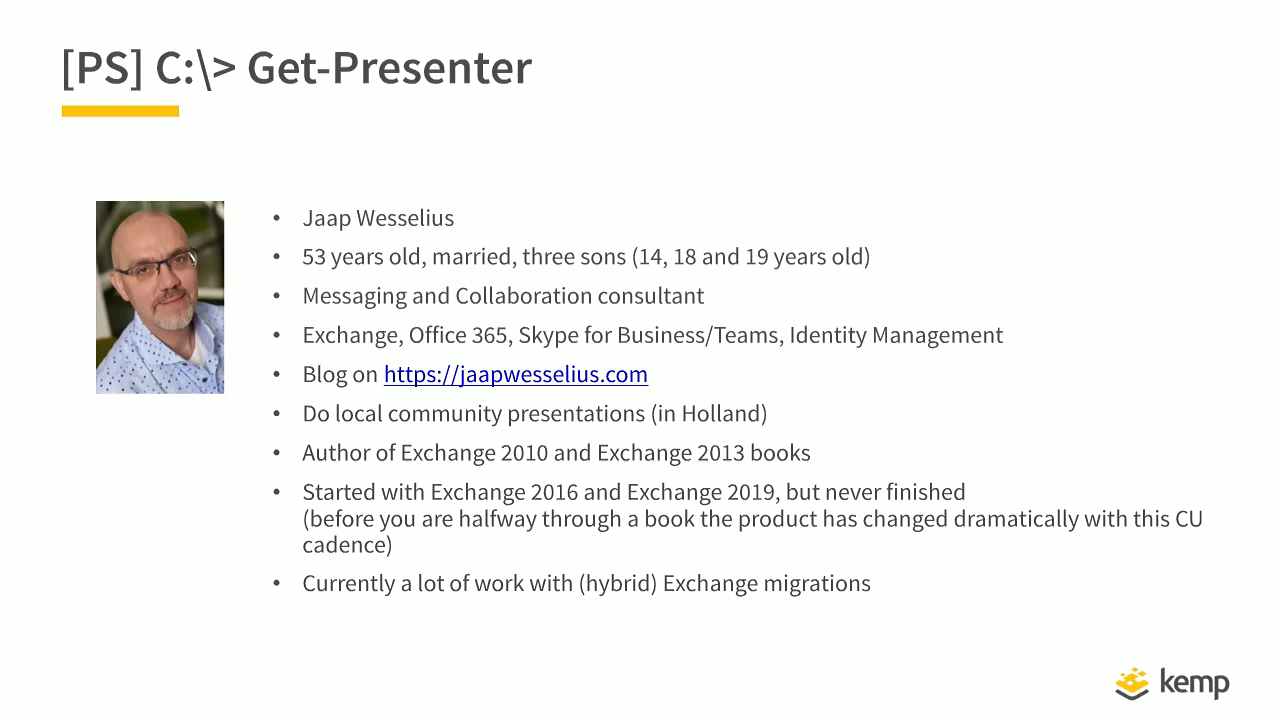 [PS] C:\> Get-Presenter
• Jaap Wesselius
• 53 years old, married, three sons (14, 18 and 19 years old)
• Messaging and Collaboration consultant
• Exchange, Office 365, Skype for Business/Teams, Identity Management
• Blog on https://jaapwesselius.com
• Do local community presentations (in Holland)
• Author of Exchange 2010 and Exchange 2013 books
• Started with Exchange 2016 and Exchange 2019, but never finished
(before you are halfway through a book the product has changed dramatically with this CU
cadence)
• Currently a lot of work with (hybrid) Exchange migrations
kemp